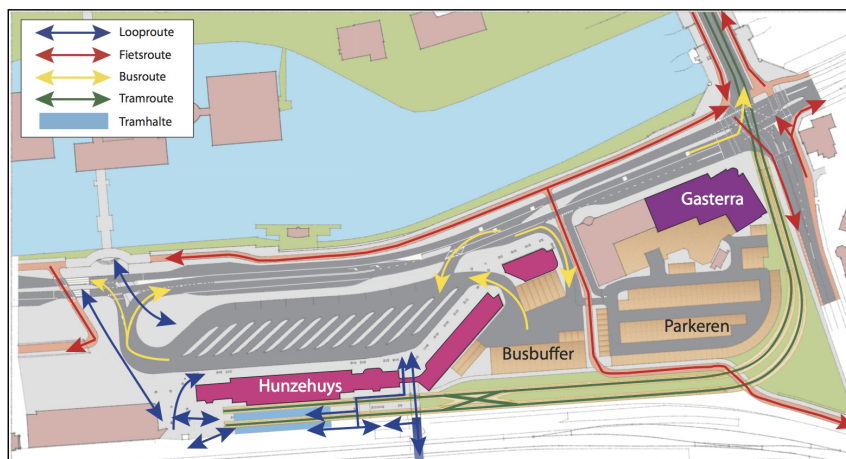 Looproute
Fietsroute
Busroute
Tramroute
Tramhalte
Gasterra
Parkeren
Busbuffer
Hunzehuys